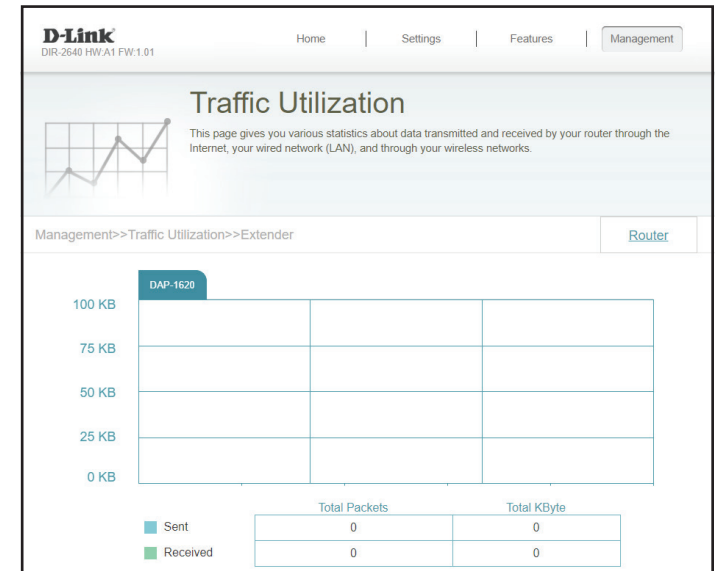 D-Link
DIR-2640 HW:A1 FW:1.01
Home | Settings | Features | Management
Traffic Utilization
This page gives you various statistics about data transmitted and received by your router through the
Internet, your wired network (LAN), and through your wireless networks.
Management>>Traffic Utilization>>Extender
Router
DAP-1620
100 KB
75 KB
50 KB
25 KB
0 KB
Total Packets Total KByte
Sent 0 0
Received 0 0